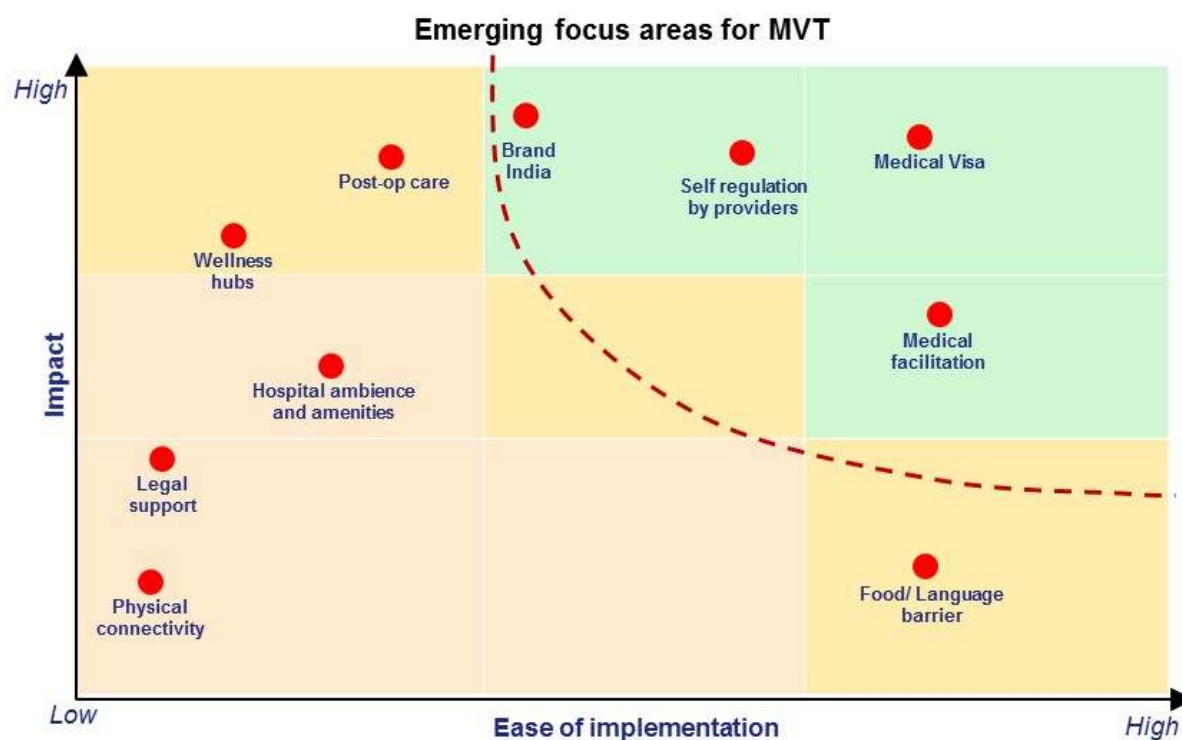 Emerging focus areas for MVT
High
Brand
India
Medical Visa
Post-op care
Self regulation
by providers
Wellness
hubs
Impact
Medical
facilitation
Hospital ambience
and amenities
Legal
support
Food/ Language
barrier
Physical
connectivity
Low
Ease of implementation
High